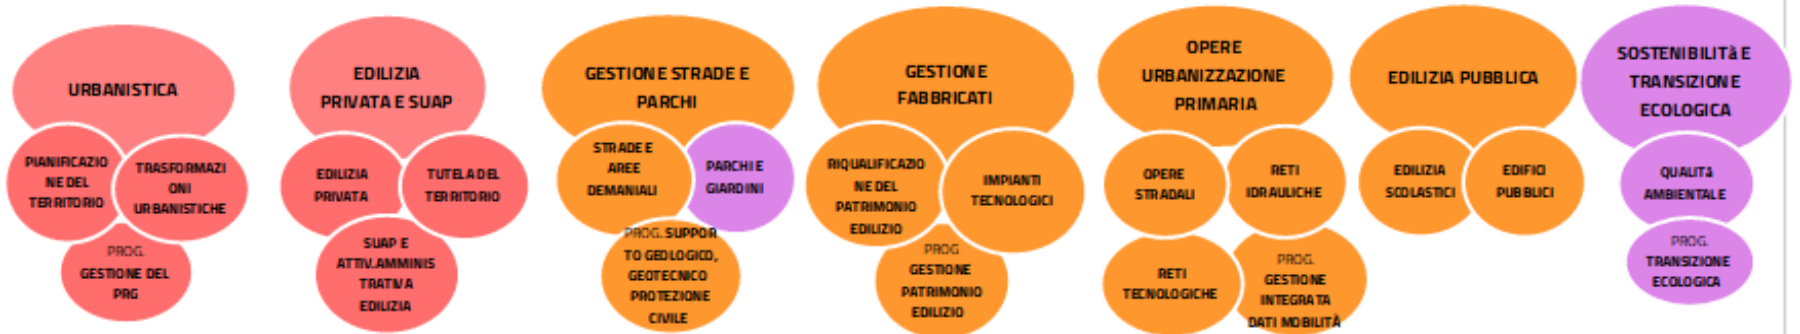 URBANISTICA
PIANIFICAZIO
NE DEL
TERRITORIO
TRASFORMAZI
ONI
URBANISTICHE
PROG.
GESTIONE DEL
PRG
EDILIZIA
PRIVATA E SUAP
EDILIZIA
PRIVATA
TUTELA DEL
TERRITORIO
SUAP E
ATTIV.AMMINIS
TRATIVA
EDILIZIA
GESTIONE STRADE E
PARCHI
STRADE E
AREE
DEMANIALI
PARCHI E
GIARDINI
PROG. SUPPOR
TO GEOLOGICO,
GEOTECNICO
PROTEZIONE
CIVILE
GESTIONE
FABBRICATI
RIQUALIFICAZIO
NE DEL
PATRIMONIO
EDILIZIO
IMPIANTI
TECNOLOGICI
PROG
GESTIONE
PATRIMONIO
EDILIZIO
OPERE
URBANIZZAZIONE
PRIMARIA
OPERE
STRADALI
RETI
IDRAULICHE
RETI
TECNOLOGICHE
PROG.
GESTIONE
INTEGRATA
DATI MOBILITÀ
EDILIZIA PUBBLICA
EDILIZIA
SCOLASTICI
EDIFICI
PUBBLICI
SOSTENIBILITà E
TRANSIZIONE
ECOLOGICA
QUALITà
AMBIENTALE
PROG.
TRANSIZIONE
ECOLOGICA